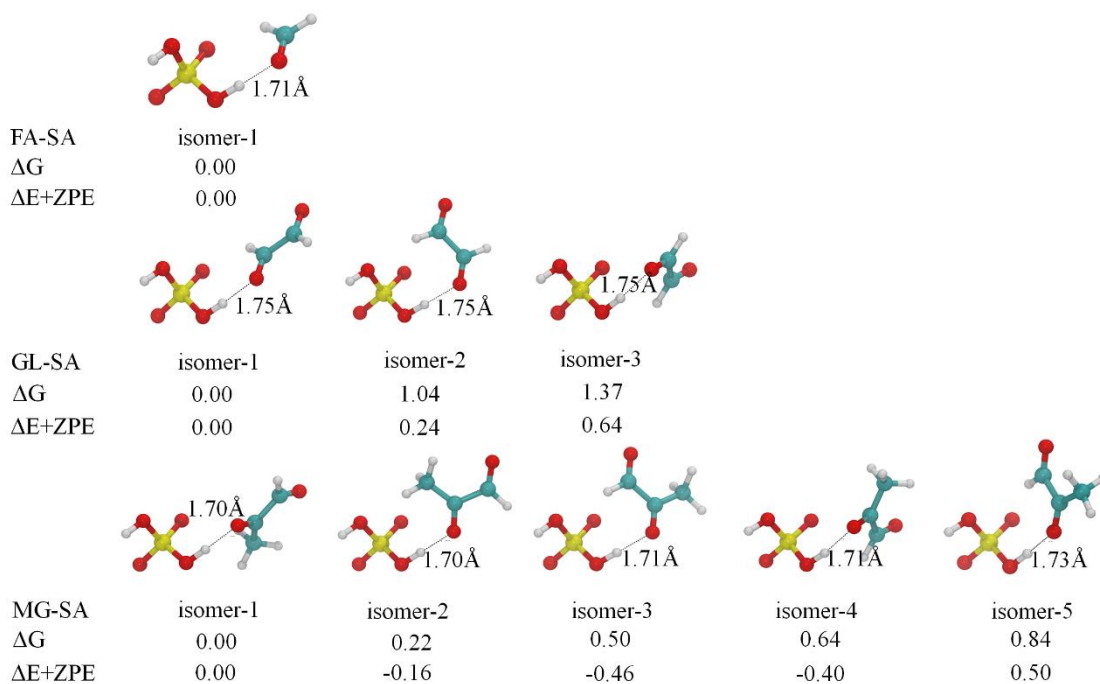 1.71Å
FA-SA isomer-1
ΔG 0.00
ΔE+ZPE 0.00
1.75Å 1.75Å 1.75Å
GL-SA isomer-1 isomer-2 isomer-3
ΔG 0.00 1.04 1.37
ΔE+ZPE 0.00 0.24 0.64
1.70Å 1.70Å 1.71Å 1.71Å 1.73Å
MG-SA isomer-1 isomer-2 isomer-3 isomer-4 isomer-5
ΔG 0.00 0.22 0.50 0.64 0.84
ΔE+ZPE 0.00 -0.16 -0.46 -0.40 0.50